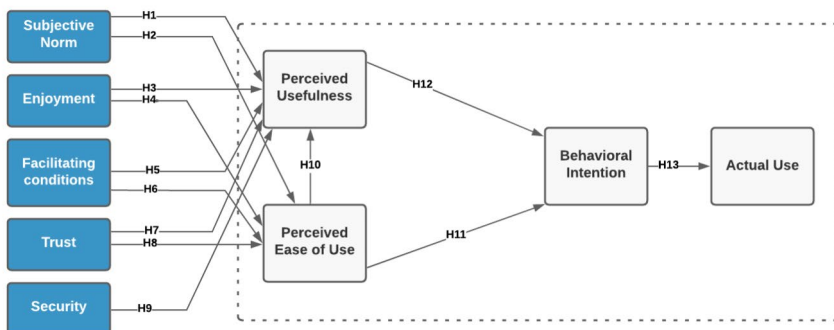 Subjective
Norm
H1
H2
Enjoyment
H3
H4
Facilitating
conditions
H5
H6
Trust
H7
H8
Security
H9
Perceived
Usefulness
H10
Perceived
Ease of Use
H12
H11
Behavioral
Intention
H13
Actual Use